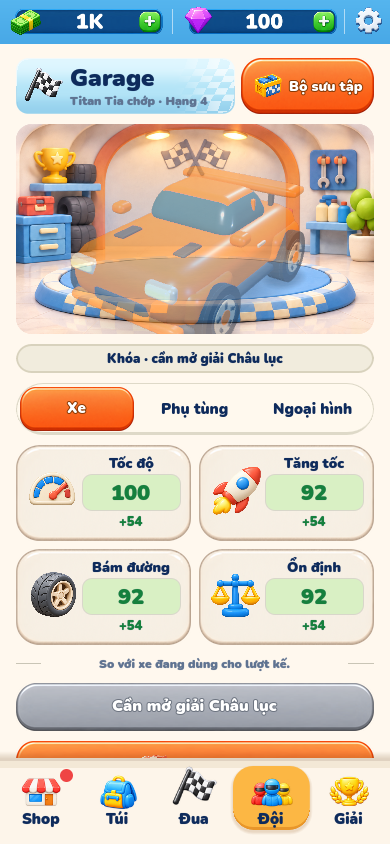 1K
+
100
+
Garage
Titan Tia chớp · Hạng 4
Bộ sưu tập
Khóa · cần mở giải Châu lục
Xe
Phụ tùng
Ngoại hình
Tốc độ
100
+54
Tăng tốc
92
+54
Bám đường
92
+54
Ổn định
92
+54
So với xe đang dùng cho lượt kế.
Cần mở giải Châu lục
Shop
Túi
Đua
Đội
Giải